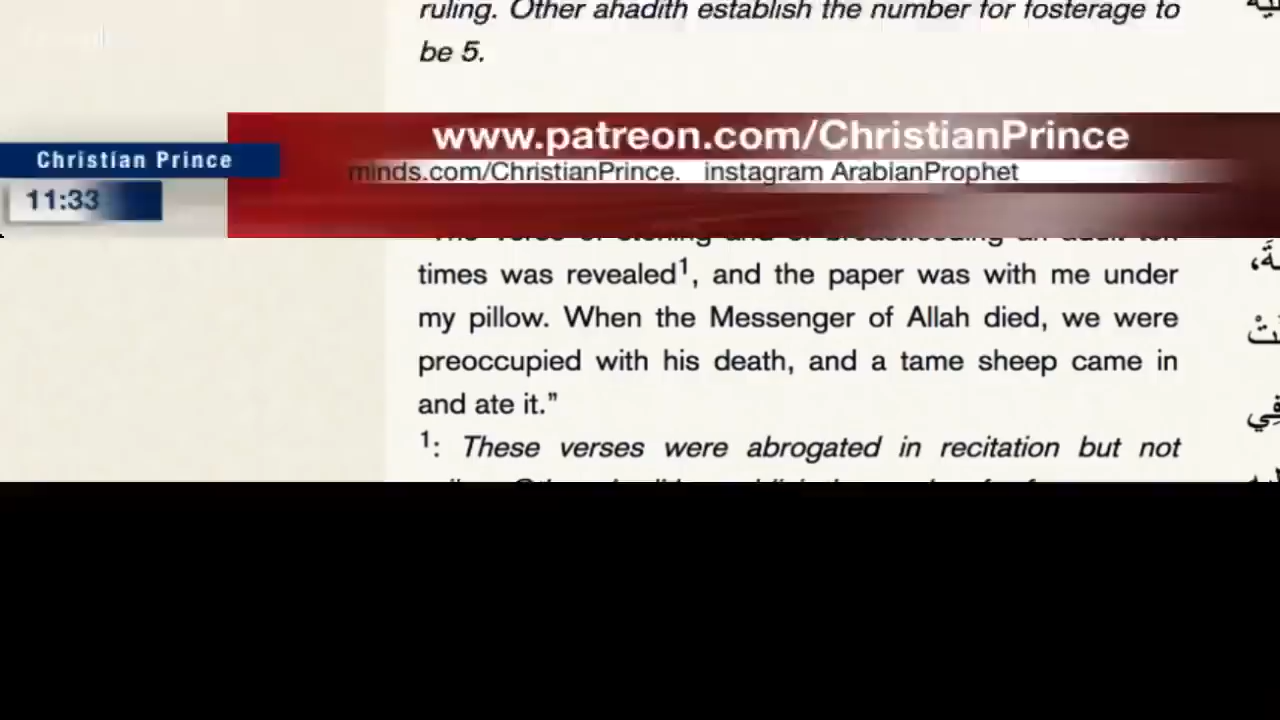 ruling. Other ahadith establish the number for fosterage to
be 5.
www.patreon.com/ChristianPrince
Christian Prince
minds.com/ChristianPrince. instagram ArabianProphet
11:33
times was revealed¹, and the paper was with me under
my pillow. When the Messenger of Allah died, we were
preoccupied with his death, and a tame sheep came in
and ate it.”
¹: These verses were abrogated in recitation but not